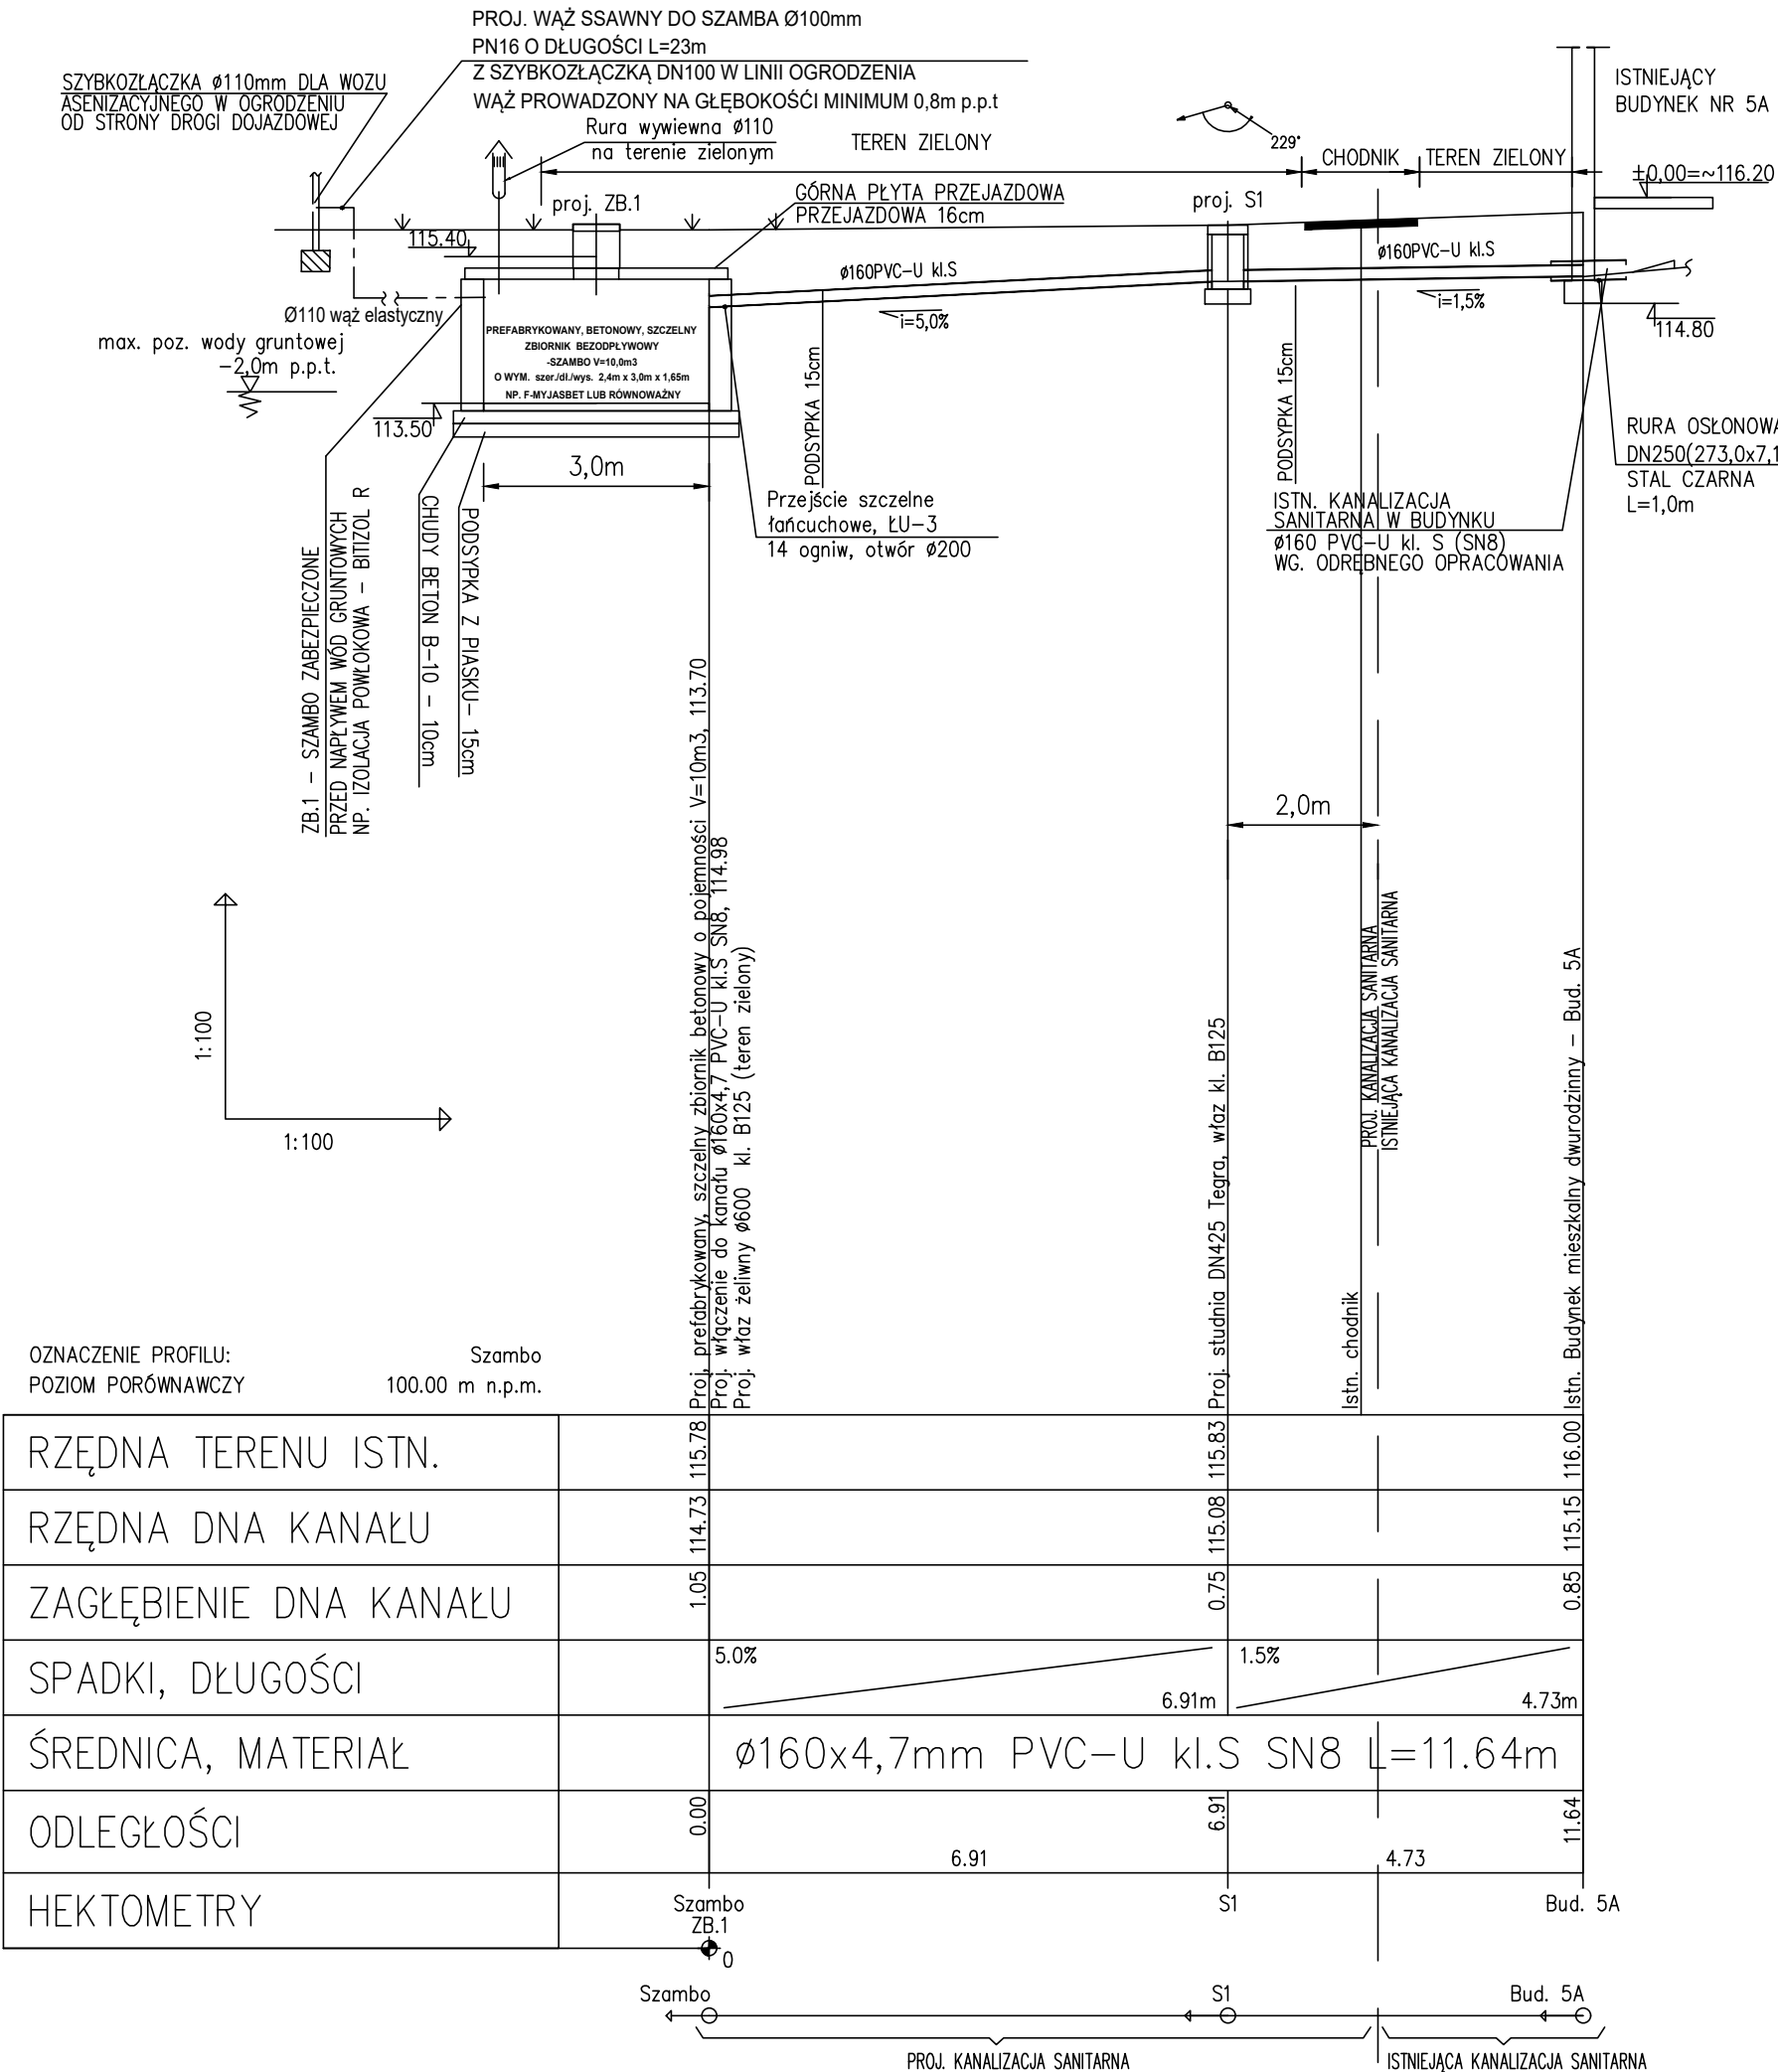 PROJ. WĄŻ SSAWNY DO SZAMBA Ø100mm
PN16 O DŁUGOŚCI L=23m
Z SZYBKOZŁĄCZKĄ DN100 W LINII OGRODZENIA
WĄŻ PROWADZONY NA GŁĘBOKOŚĆI MINIMUM 0,8m p.p.t
SZYBKOZŁĄCZKA ø110mm DLA WOZU
ASENIZACYJNEGO W OGRODZENIU
OD STRONY DROGI DOJAZDOWEJ
Rura wywiewna ø110
na terenie zielonym
TEREN ZIELONY
229°
CHODNIK
TEREN ZIELONY
ISTNIEJĄCY
BUDYNEK NR 5A
±0,00=~116.20
proj. ZB.1
GÓRNA PŁYTA PRZEJAZDOWA
PRZEJAZDOWA 16cm
proj. S1
115.40
ø160PVC-U kl.S
ø160PVC-U kl.S
i=5,0%
i=1,5%
114.80
Ø110 wąż elastyczny
max. poz. wody gruntowej
-2,0m p.p.t.
PREFABRYKOWANY, BETONOWY, SZCZELNY
ZBIORNIK BEZODPŁYWOWY
-SZAMBO V=10,0m3
O WYM. szer/dł./wys. 2,4m x 3,0m x 1,65m
NP. F-MYJASBET LUB RÓWNOWAŻNY
113.50
3,0m
PODSYPKA 15cm
PODSYPKA 15cm
Przejście szczelne
łańcuchowe, ŁU-3
14 ogniw, otwór ø200
ISTN. KANALIZACJA
SANITARNA W BUDYNKU
ø160 PVC-U kl. S (SN8)
WG. ODRĘBNEGO OPRACOWANIA
RURA OSŁONOWA
DN250(273,0x7,1
STAL CZARNA
L=1,0m
ZB.1 - SZAMBO ZABEZPIECZONE
PRZED NAPŁYWEM WÓD GRUNTOWYCH
NP. IZOLACJA POWŁOKOWA - BITIZOL R
CHUDY BETON B-10 - 10cm
PODSYPKA Z PIASKU- 15cm
2,0m
1:100
1:100
Proj. prefabrykowany, szczelny zbiornik betonowy o pojemności V=10m3, 113.70
Proj. włączenie do kanału ø160x4,7 PVC-U kl.S SN8, 114.98
Proj. właz żeliwny ø600 kl. B125 (teren zielony)
Proj. studnia DN425 Tegra, właz kl. B125
Istn. chodnik
PROJ. KANALIZACJA SANITARNA
ISTNIEJĄCA KANALIZACJA SANITARNA
Istn. Budynek mieszkalny dwurodzinny - Bud. 5A
OZNACZENIE PROFILU: Szambo
POZIOM PORÓWNAWCZY 100.00 m n.p.m.
RZĘDNA TERENU ISTN. 115.78 115.83 116.00
RZĘDNA DNA KANAŁU 114.73 115.08 115.15
ZAGŁĘBIENIE DNA KANAŁU 1.05 0.75 0.85
SPADKI, DŁUGOŚCI 5.0% 6.91m 1.5% 4.73m
ŚREDNICA, MATERIAŁ ø160x4,7mm PVC-U kl.S SN8 L=11.64m
ODLEGŁOŚCI 0.00 6.91 6.91 4.73 11.64
HEKTOMETRY
Szambo
ZB.1
0
S1
Bud. 5A
Szambo
S1
Bud. 5A
PROJ. KANALIZACJA SANITARNA
ISTNIEJĄCA KANALIZACJA SANITARNA